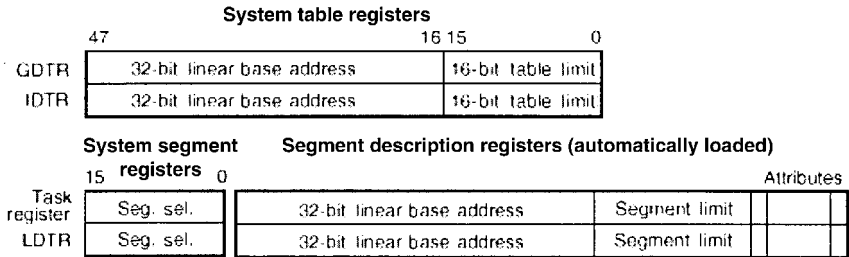 System table registers
47 16 15 0
GDTR 32-bit linear base address 16-bit table limit
IDTR 32-bit linear base address 16-bit table limit
System segment registers Segment description registers (automatically loaded)
15 0 Attributes
Task register Seg. sel. 32-bit linear base address Segment limit
LDTR Seg. sel. 32-bit linear base address Segment limit